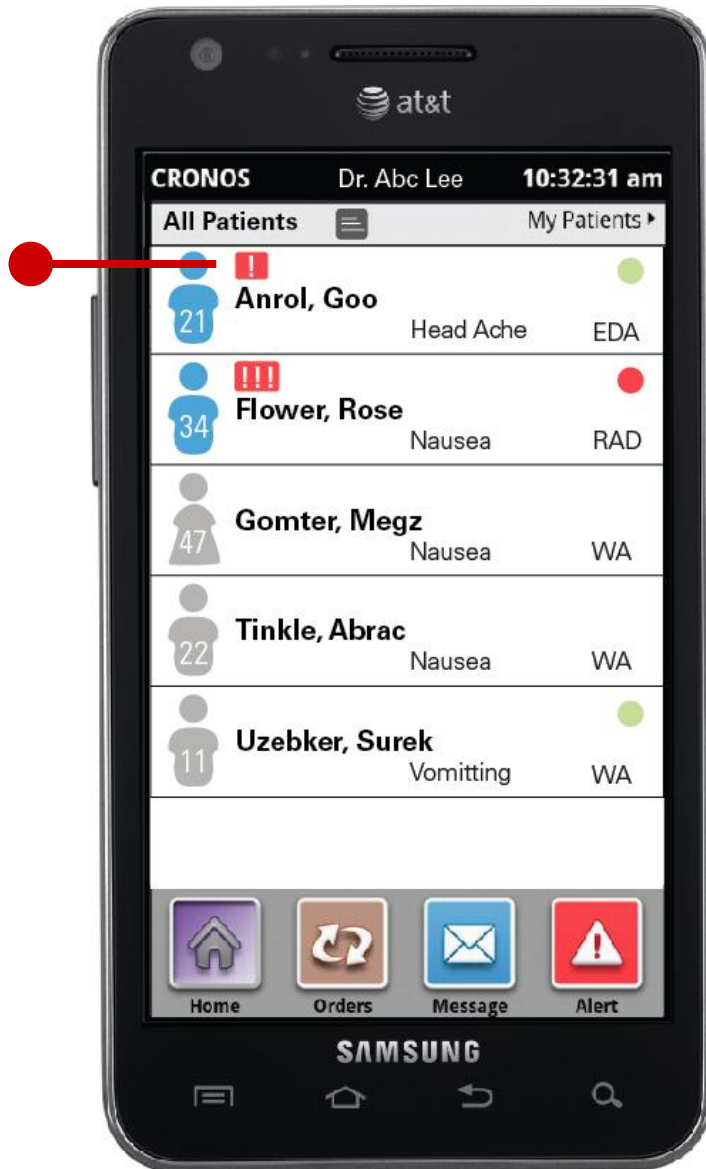 at&t
CRONOS Dr. Abc Lee 10:32:31 am
All Patients My Patients
!
Anrol, Goo
21 Head Ache EDA
!!!
Flower, Rose
34 Nausea RAD
Gomter, Megz
47 Nausea WA
Tinkle, Abrac
22 Nausea WA
Uzebker, Surek
11 Vomitting WA
Home Orders Message Alert
SAMSUNG